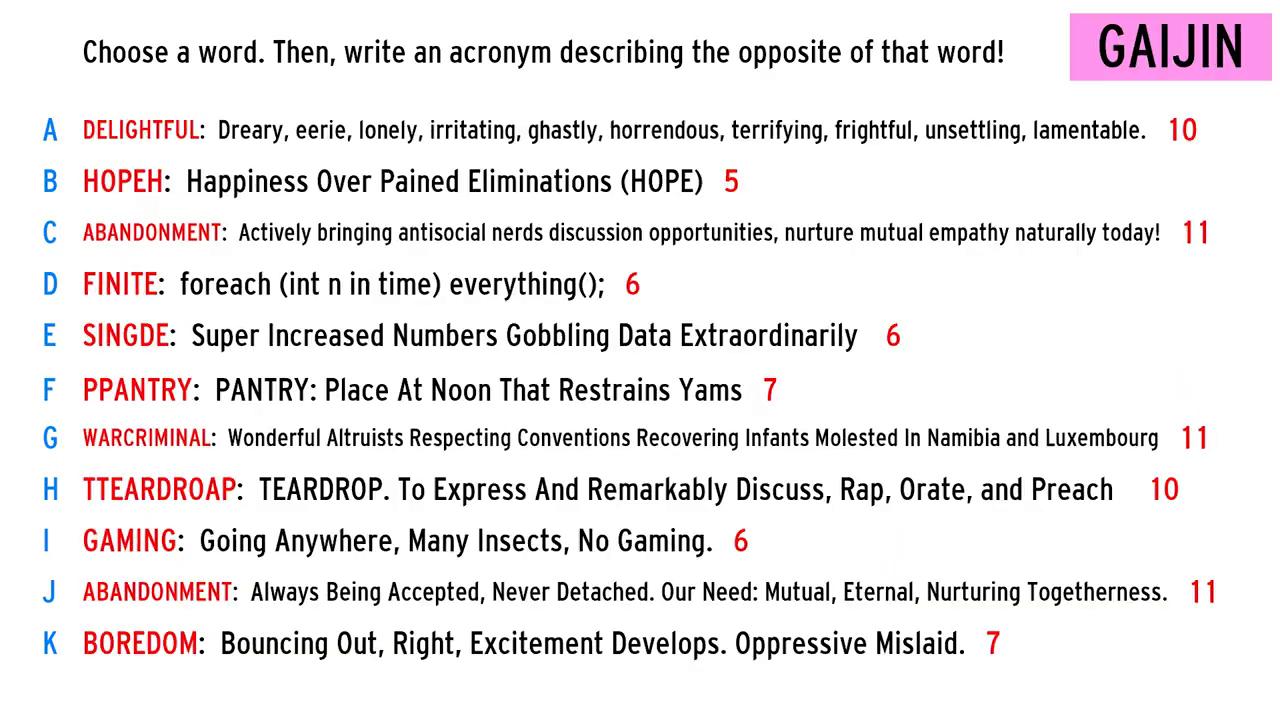 Choose a word. Then, write an acronym describing the opposite of that word!
GAIJIN
A DELIGHTFUL: Dreary, eerie, lonely, irritating, ghastly, horrendous, terrifying, frightful, unsettling, lamentable. 10
B HOPEH: Happiness Over Pained Eliminations (HOPE) 5
C ABANDONMENT: Actively bringing antisocial nerds discussion opportunities, nurture mutual empathy naturally today! 11
D FINITE: foreach (int n in time) everything(); 6
E SINGDE: Super Increased Numbers Gobbling Data Extraordinarily 6
F PPANTRY: PANTRY: Place At Noon That Restrains Yams 7
G WARCRIMINAL: Wonderful Altruists Respecting Conventions Recovering Infants Molested In Namibia and Luxembourg 11
H TTEARDROAP: TEARDROP. To Express And Remarkably Discuss, Rap, Orate, and Preach 10
I GAMING: Going Anywhere, Many Insects, No Gaming. 6
J ABANDONMENT: Always Being Accepted, Never Detached. Our Need: Mutual, Eternal, Nurturing Togetherness. 11
K BOREDOM: Bouncing Out, Right, Excitement Develops. Oppressive Mislaid. 7